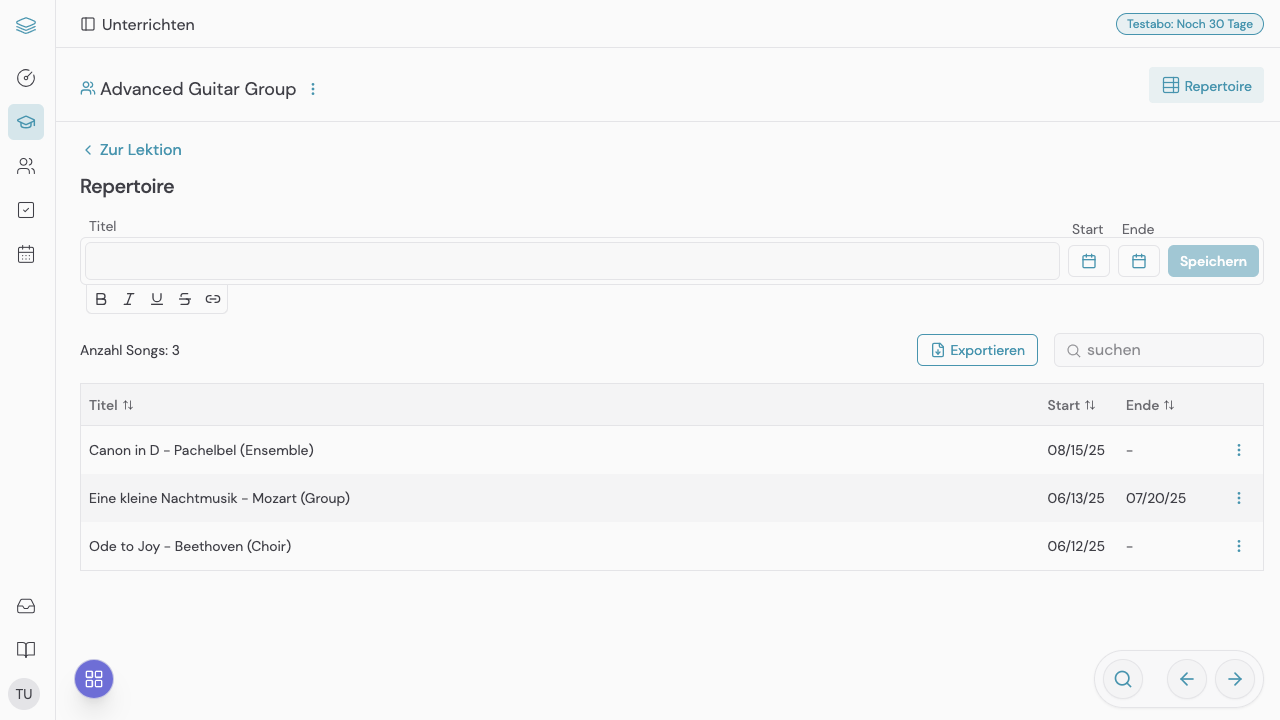 Unterrichten
Testabo: Noch 30 Tage
Advanced Guitar Group
Repertoire
Zur Lektion
Repertoire
Titel
Start
Ende
Speichern
Anzahl Songs: 3
Exportieren
suchen
Titel
Start
Ende
Canon in D - Pachelbel (Ensemble)
08/15/25
-
Eine kleine Nachtmusik - Mozart (Group)
06/13/25
07/20/25
Ode to Joy - Beethoven (Choir)
06/12/25
-
TU